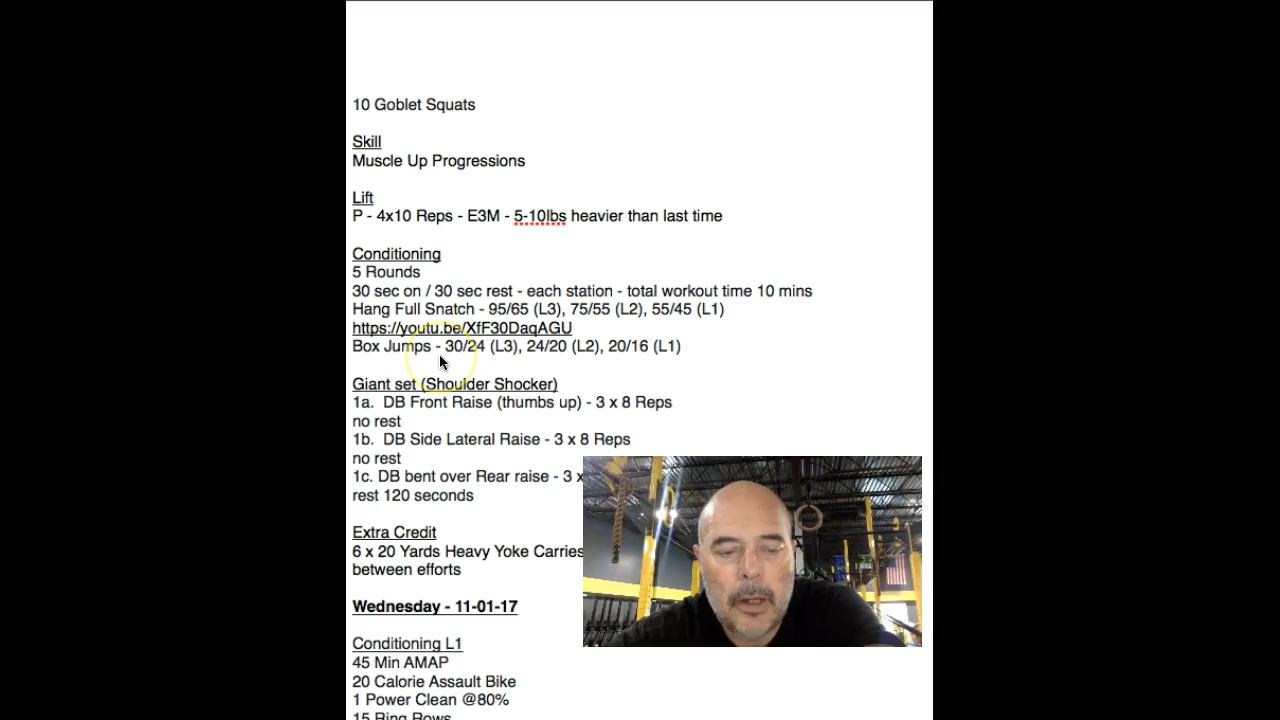 10 Goblet Squats
Skill
Muscle Up Progressions
Lift
P - 4x10 Reps - E3M - 5-10lbs heavier than last time
Conditioning
5 Rounds
30 sec on / 30 sec rest - each station - total workout time 10 mins
Hang Full Snatch - 95/65 (L3), 75/55 (L2), 55/45 (L1)
https://youtu.be/XfF30DaqAGU
Box Jumps - 30/24 (L3), 24/20 (L2), 20/16 (L1)
Giant set (Shoulder Shocker)
1a.  DB Front Raise (thumbs up) - 3 x 8 Reps
no rest
1b.  DB Side Lateral Raise - 3 x 8 Reps
no rest
1c. DB bent over Rear raise - 3 x
rest 120 seconds
Extra Credit
6 x 20 Yards Heavy Yoke Carries
between efforts
Wednesday - 11-01-17
Conditioning L1
45 Min AMAP
20 Calorie Assault Bike
1 Power Clean @80%
15 Ring Rows